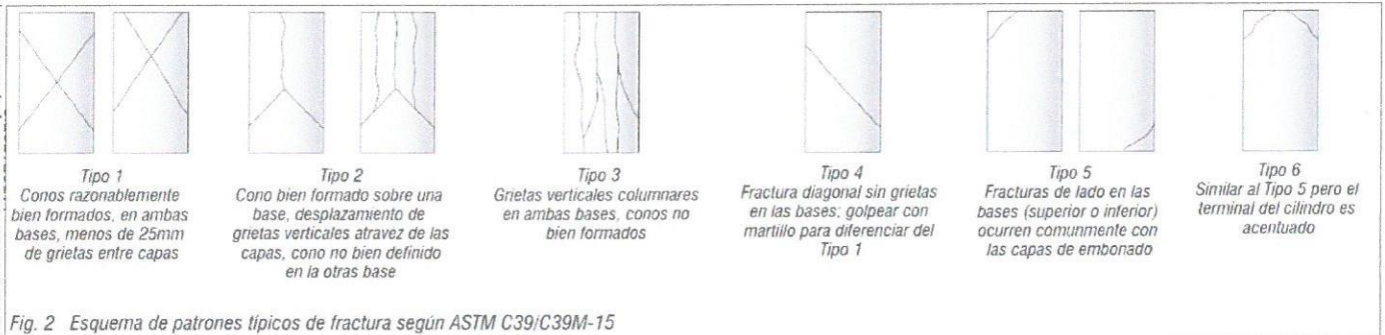 Tipo 1
Conos razonablemente
bien formados, en ambas
bases, menos de 25mm
de grietas entre capas
Tipo 2
Cono bien formado sobre una
base, desplazamiento de
grietas verticales atravez de las
capas, cono no bien definido
en la otras base
Tipo 3
Grietas verticales columnares
en ambas bases, conos no
bien formados
Tipo 4
Fractura diagonal sin grietas
en las bases; golpear con
martillo para diferenciar del
Tipo 1
Tipo 5
Fracturas de lado en las
bases (superior o inferior)
ocurren comunmente con
las capas de embonado
Tipo 6
Similar al Tipo 5 pero el
terminal del cilindro es
acentuado
Fig. 2 Esquema de patrones típicos de fractura según ASTM C39/C39M-15